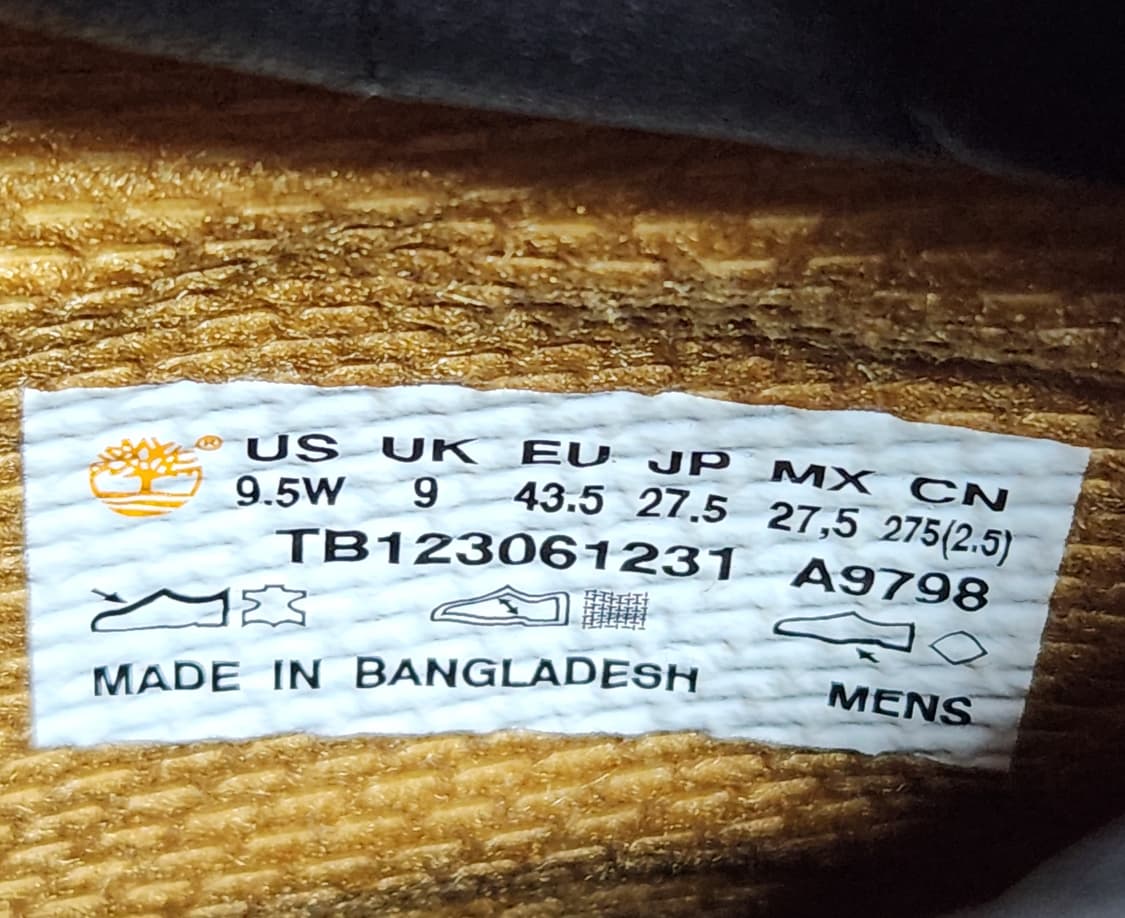 ® US UK EU JP MX CN
9.5W 9 43.5 27.5 27,5 275(2.5)
TB123061231 A9798
MADE IN BANGLADESH MENS